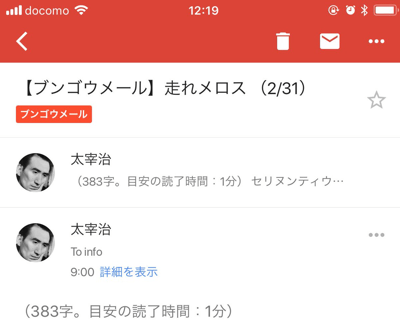 docomo 12:19
【ブンゴウメール】走れメロス (2/31)
ブンゴウメール
太宰治
（383字。目安の読了時間：1分） セリヌンティウ…
太宰治
To info
9:00 詳細を表示
（383字。目安の読了時間：1分）